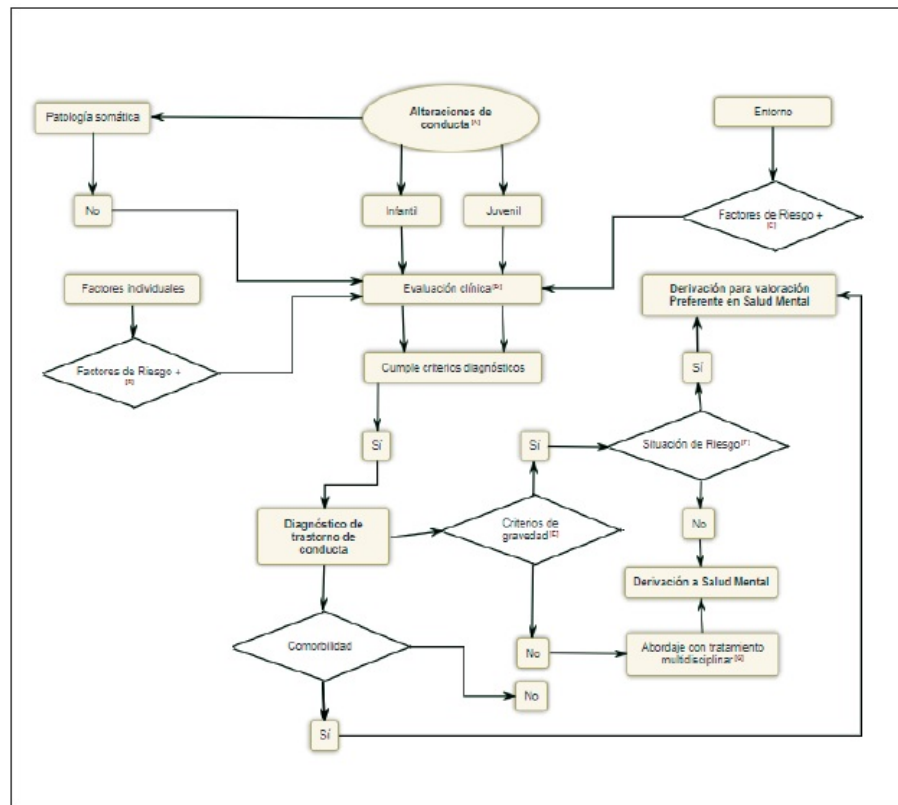 Alteraciones de
conducta [A]
Patología somática
Entorno
No
Infantil
Juvenil
Factores de Riesgo +
[C]
Factores individuales
Evaluación clínica [D]
Derivación para valoración
Preferente en Salud Mental
Factores de Riesgo +
[B]
Cumple criterios diagnósticos
Sí
Sí
Sí
Situación de Riesgo [F]
Diagnóstico de
trastorno de
conducta
Criterios de
gravedad [E]
No
Derivación a Salud Mental
Comorbilidad
No
Abordaje con tratamiento
multidisciplinar [G]
No
Sí